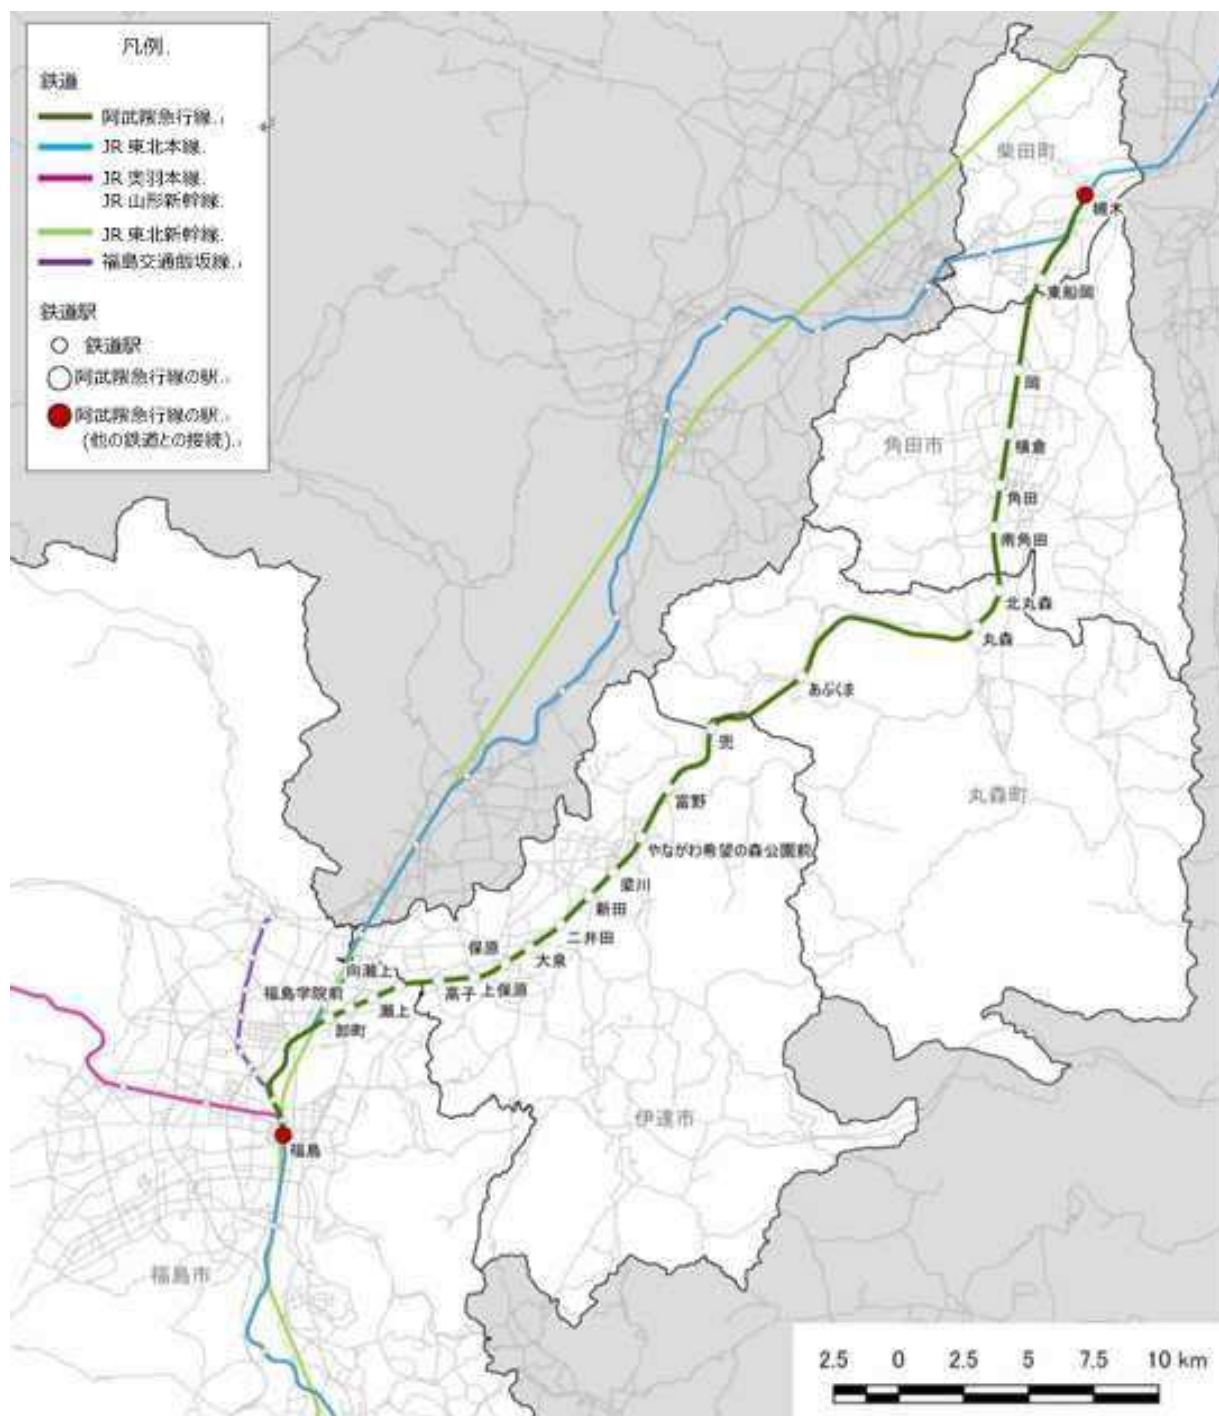 凡例
鉄道
阿武隈急行線
JR 東北本線
JR 奥羽本線
JR 山形新幹線
JR 東北新幹線
福島交通飯坂線
鉄道駅
鉄道駅
阿武隈急行線の駅
阿武隈急行線の駅
(他の鉄道との接続)
柴田町
槻木
東船岡
岡
横倉
角田市
角田
南角田
北丸森
丸森
あぶくま
兜
丸森町
富野
やながわ希望の森公園前
梁川
新田
二井田
保原
大泉
向瀬上
福島学院前
高子
上保原
瀬上
卸町
伊達市
福島
福島市
2.5 0 2.5 5 7.5 10 km